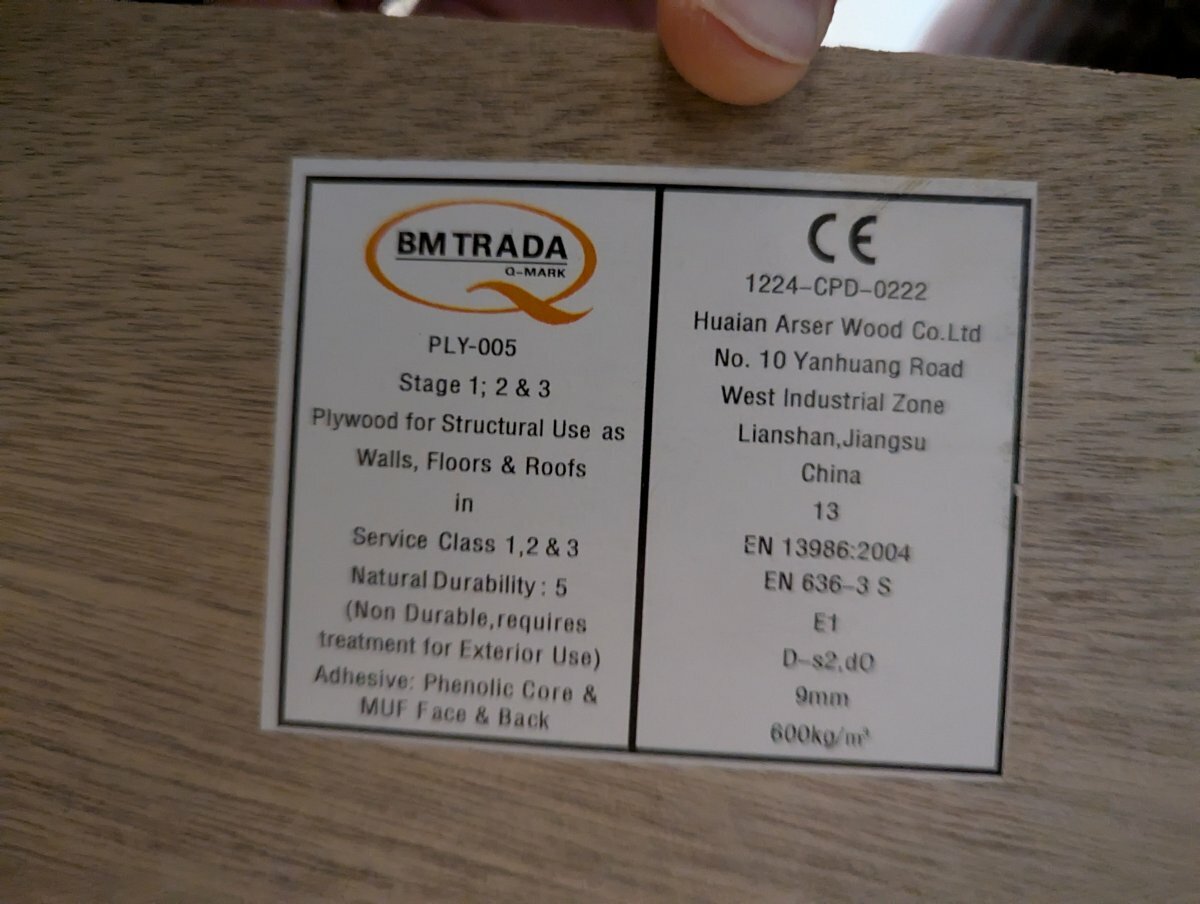 BM TRADA
Q-MARK
PLY-005
Stage 1; 2 & 3
Plywood for Structural Use as
Walls, Floors & Roofs
in
Service Class 1,2 & 3
Natural Durability : 5
(Non Durable,requires
treatment for Exterior Use)
Adhesive: Phenolic Core &
MUF Face & Back
CE
1224-CPD-0222
Huaian Arser Wood Co.Ltd
No. 10 Yanhuang Road
West Industrial Zone
Lianshan,Jiangsu
China
13
EN 13986:2004
EN 636-3 S
E1
D-s2,d0
9mm
600kg/m³